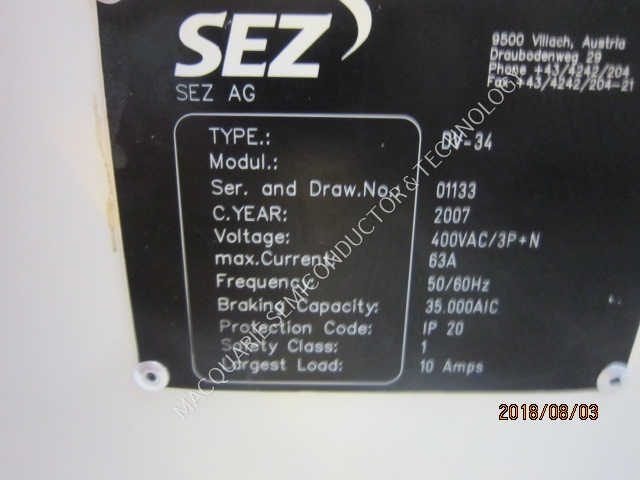 SEZ
SEZ AG
9500 Villach, Austria
Draubodenweg 29
Phone +43/4242/204
Fax +43/4242/204-21
TYPE.: -34
Modul.:
Ser. and Draw.No.: 01133
C.YEAR: 2007
Voltage: 400VAC/3P+N
max.Current: 63A
Frequency: 50/60Hz
Braking Capacity: 35.000AIC
Protection Code: IP 20
Safety Class: 1
Largest Load: 10 Amps
MACQUARIE SEMICONDUCTOR & TECHNOLOGY
2018/08/03